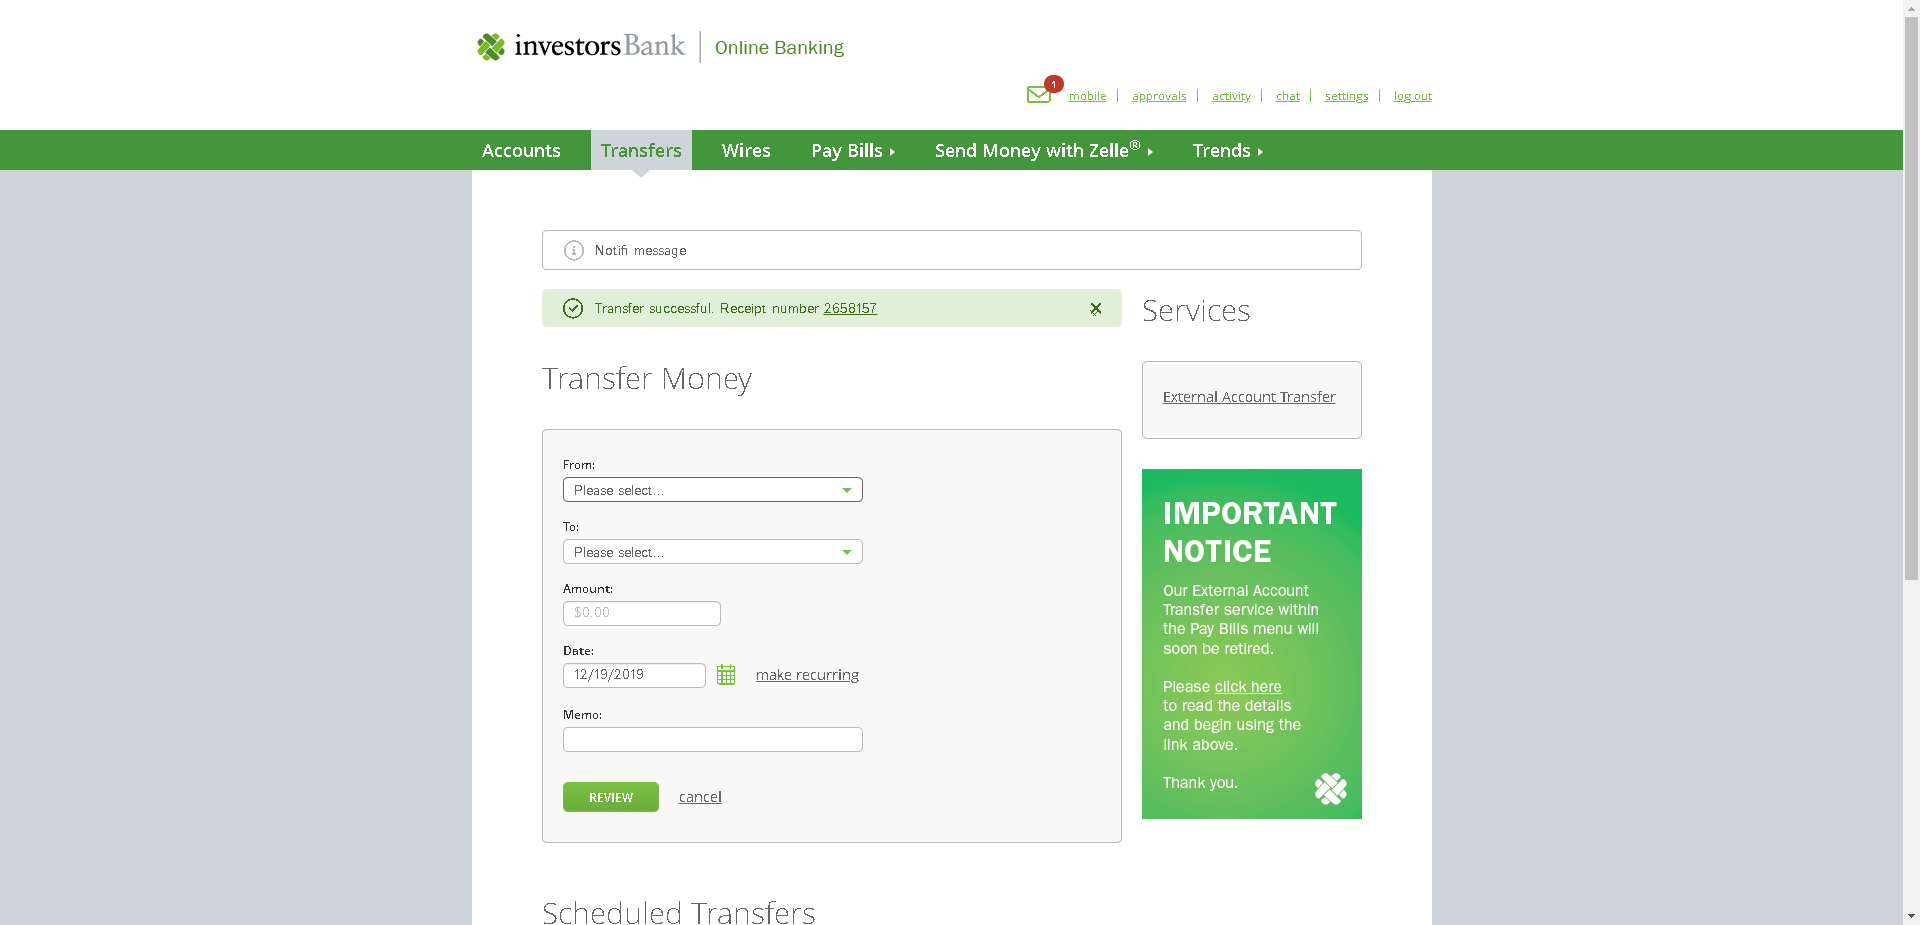 investorsBank Online Banking
1
mobile approvals activity chat settings log out
Accounts Transfers Wires Pay Bills Send Money with Zelle® Trends
Notifi message
Transfer successful. Receipt number 2658157
Services
Transfer Money
External Account Transfer
From:
Please select...
To:
Please select...
Amount:
$0.00
Date:
12/19/2019 make recurring
Memo:
REVIEW cancel
IMPORTANT
NOTICE
Our External Account
Transfer service within
the Pay Bills menu will
soon be retired.
Please click here
to read the details
and begin using the
link above.
Thank you.
Scheduled Transfers